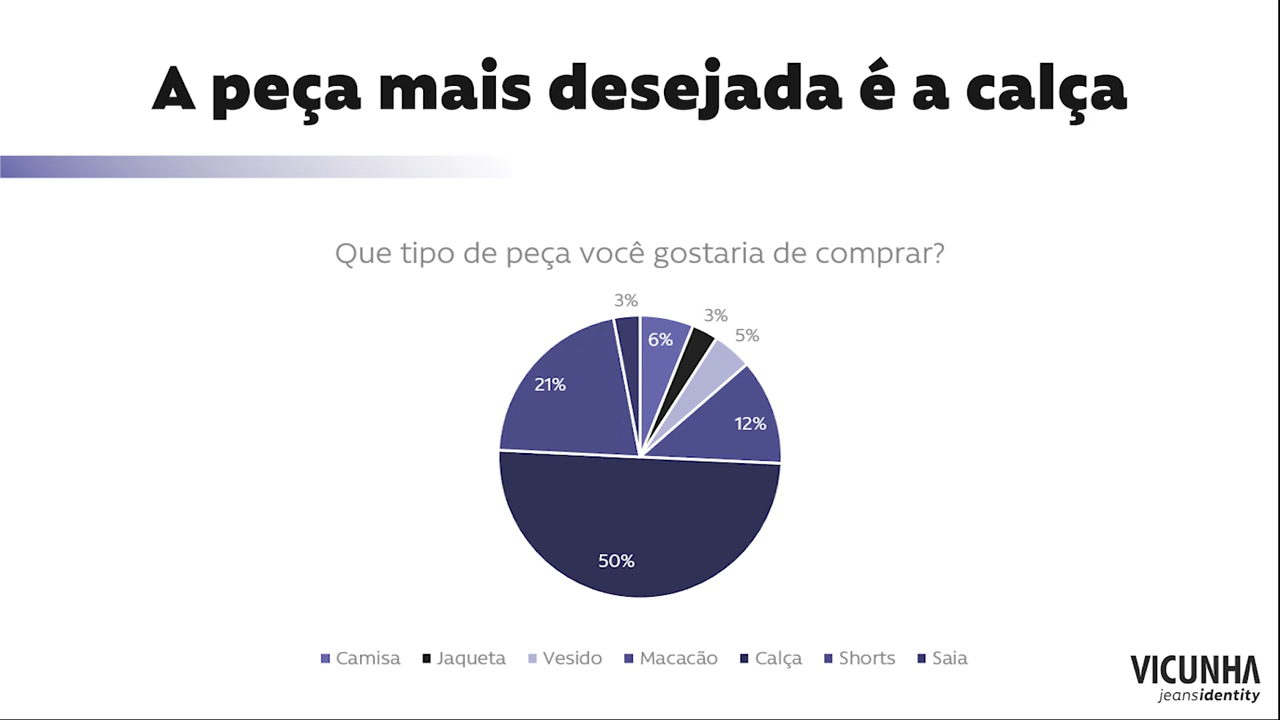 A peça mais desejada é a calça
Que tipo de peça você gostaria de comprar?
3%
6%
3%
5%
21%
12%
50%
Camisa Jaqueta Vesido Macacão Calça Shorts Saia
VICUNHA
jeansidentity